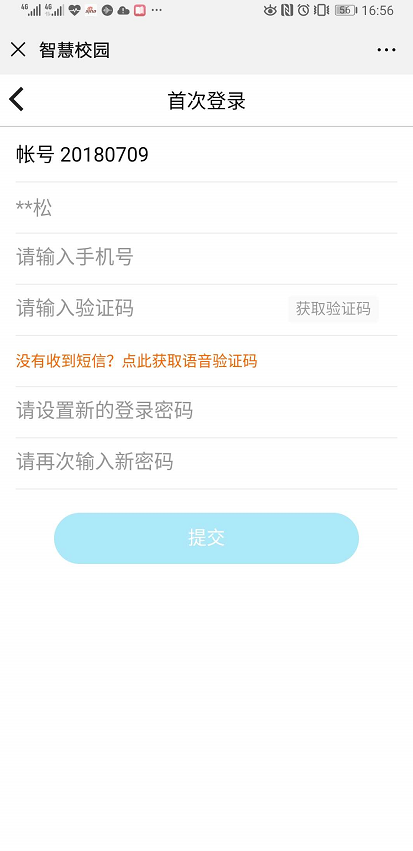 4G 4G 56 16:56
智慧校园
首次登录
帐号 20180709
**松
请输入手机号
请输入验证码 获取验证码
没有收到短信？点此获取语音验证码
请设置新的登录密码
请再次输入新密码
提交